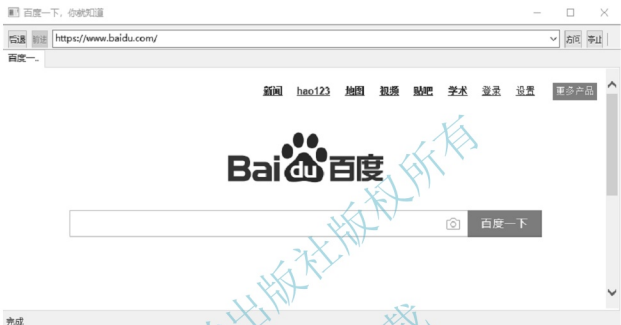 百度一下，你就知道
后退 前进 https://www.baidu.com/ 访问 停止
百度一..
新闻 hao123 地图 视频 贴吧 学术 登录 设置 更多产品
Bai du 百度
百度一下
出版社版权所有
载
完成